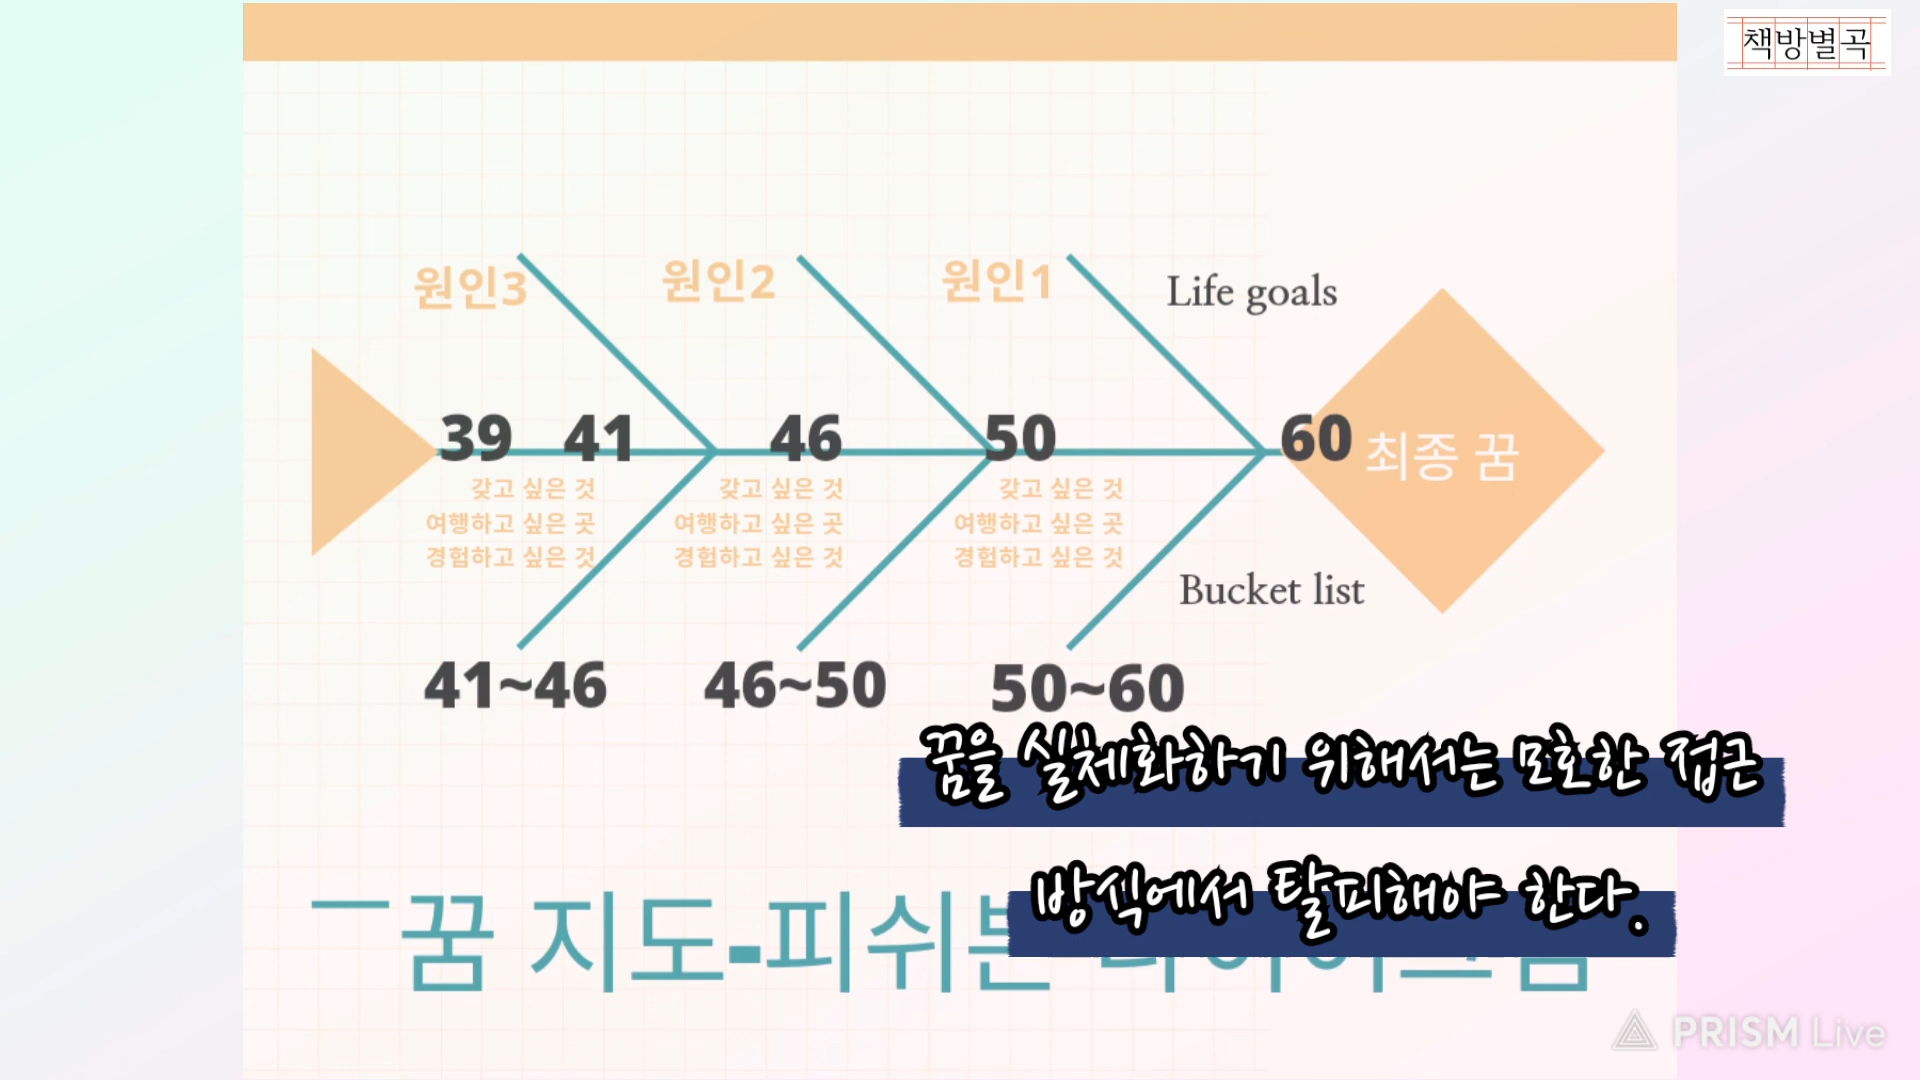 책방별곡
원인3
원인2
원인1
Life goals
39
41
46
50
60
최종 꿈
갖고 싶은 것
여행하고 싶은 곳
경험하고 싶은 것
갖고 싶은 것
여행하고 싶은 곳
경험하고 싶은 것
갖고 싶은 것
여행하고 싶은 곳
경험하고 싶은 것
Bucket list
41~46
46~50
50~60
꿈을 실체화하기 위해서는 모호한 접근
방식에서 탈피해야 한다.
꿈 지도-피쉬
PRISM Live